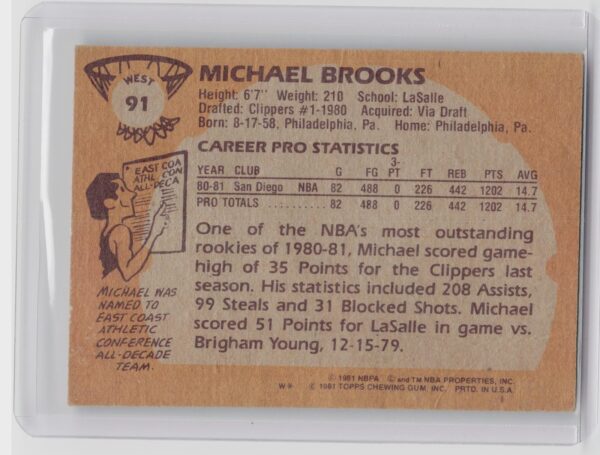 WEST
91
MICHAEL BROOKS
Height: 6'7" Weight: 210 School: LaSalle
Drafted: Clippers #1-1980 Acquired: Via Draft
Born: 8-17-58, Philadelphia, Pa. Home: Philadelphia, Pa.
CAREER PRO STATISTICS
YEAR CLUB G FG 3-PT FT REB PTS AVG
80-81 San Diego NBA 82 488 0 226 442 1202 14.7
PRO TOTALS .......... 82 488 0 226 442 1202 14.7
EAST COA
ATHL CON
ALL-DECA
MICHAEL WAS
NAMED TO
EAST COAST
ATHLETIC
CONFERENCE
ALL-DECADE
TEAM.
One of the NBA's most outstanding
rookies of 1980-81, Michael scored game-
high of 35 Points for the Clippers last
season. His statistics included 208 Assists,
99 Steals and 31 Blocked Shots. Michael
scored 51 Points for LaSalle in game vs.
Brigham Young, 12-15-79.
© 1981 NBPA © and TM NBA PROPERTIES, INC.
W* © 1981 TOPPS CHEWING GUM, INC. PRTD. IN U.S.A.